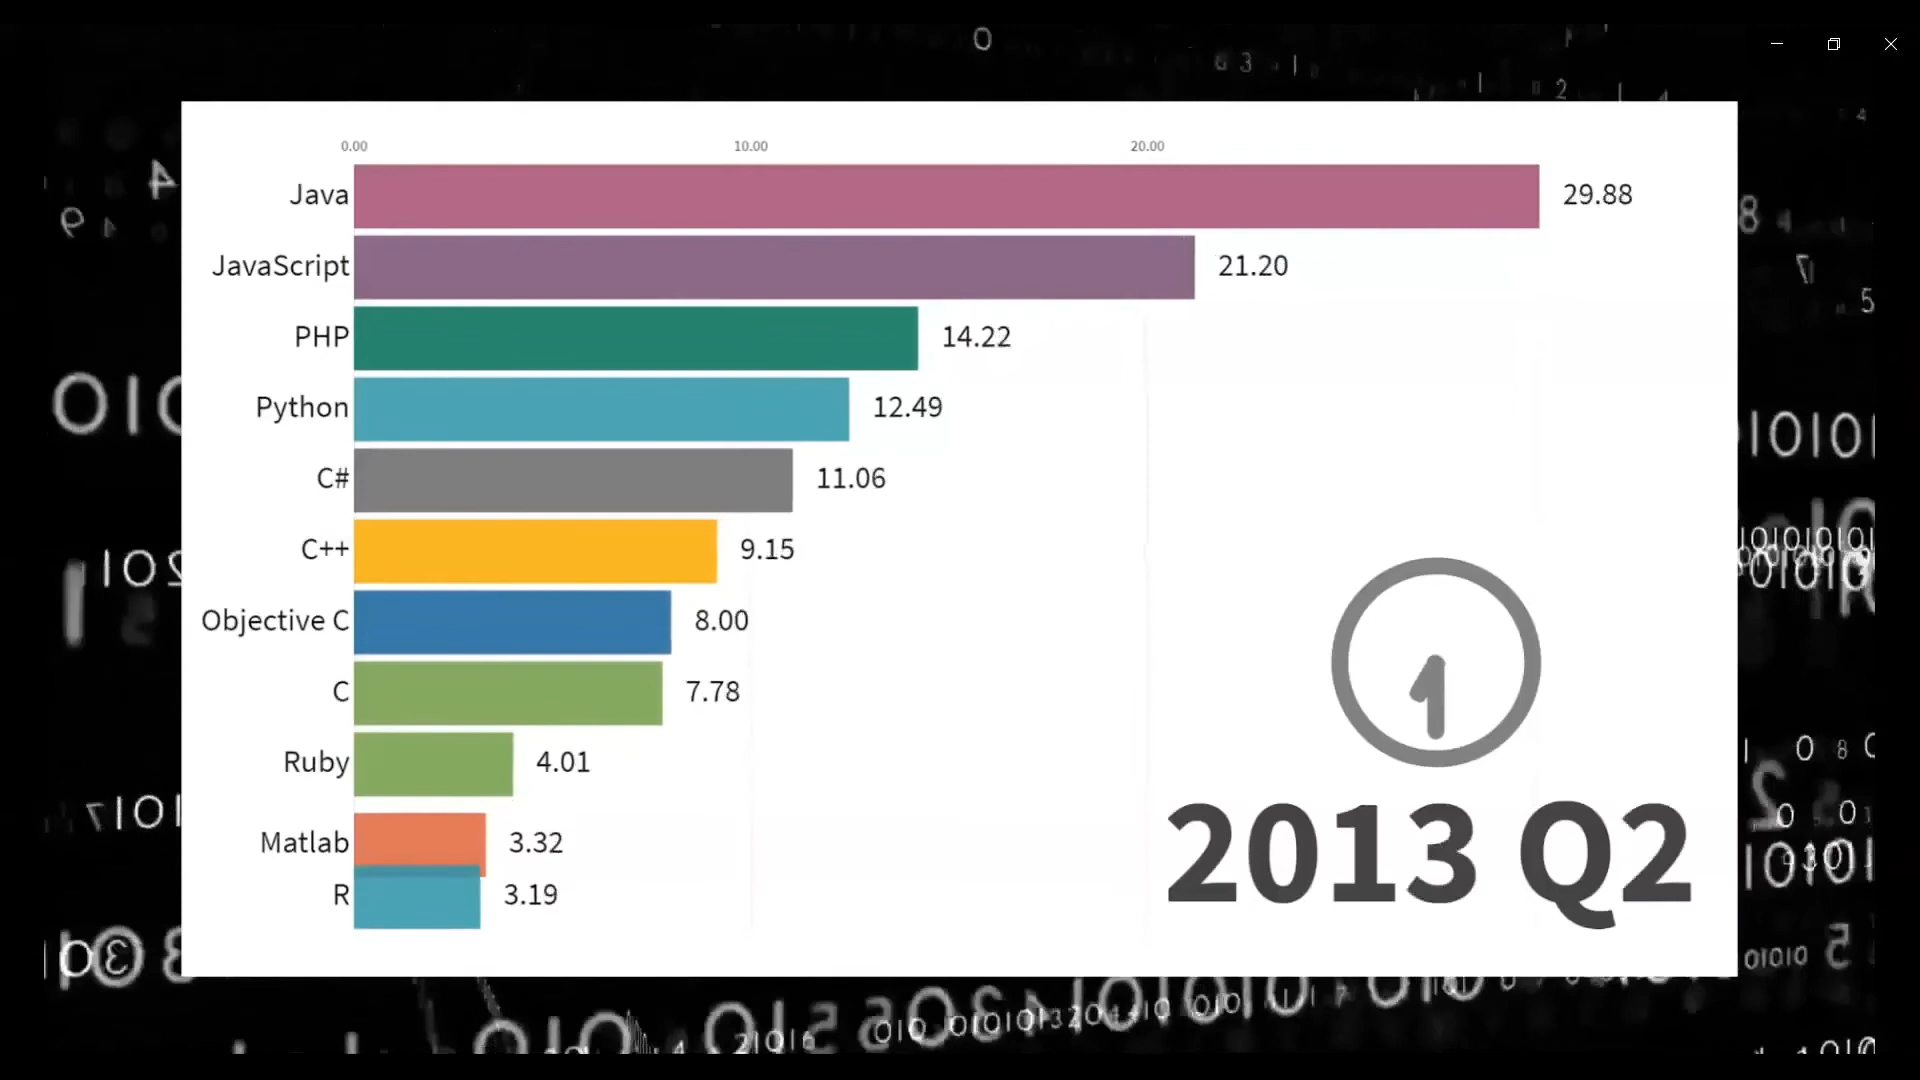 0.00 10.00 20.00
Java 29.88
JavaScript 21.20
PHP 14.22
Python 12.49
C# 11.06
C++ 9.15
Objective C 8.00
C 7.78
Ruby 4.01
Matlab 3.32
R 3.19
1
2013 Q2